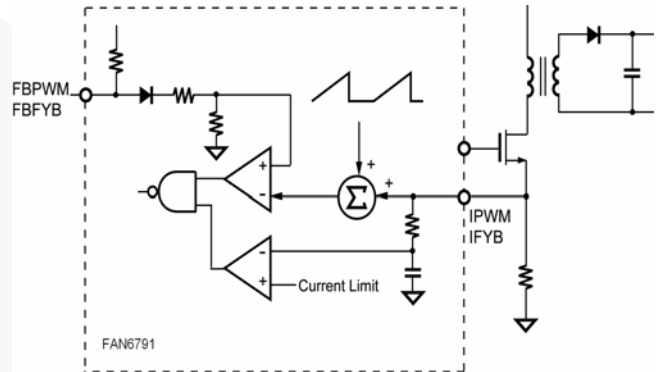 FBPWM
FBFYB
+
-
Σ
+
+
IPWM
IFYB
-
+
Current Limit
FAN6791